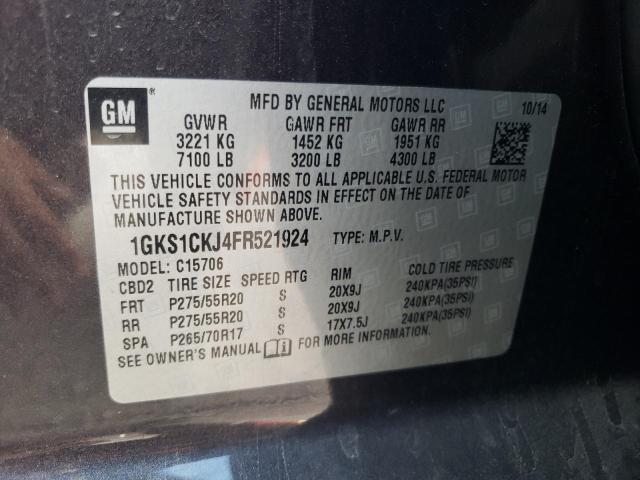 GM
MFD BY GENERAL MOTORS LLC 10/14
GVWR GAWR FRT GAWR RR
3221 KG 1452 KG 1951 KG
7100 LB 3200 LB 4300 LB
THIS VEHICLE CONFORMS TO ALL APPLICABLE U.S. FEDERAL MOTOR
VEHICLE SAFETY STANDARDS IN EFFECT ON THE DATE OF
MANUFACTURE SHOWN ABOVE.
1GKS1CKJ4FR521924 TYPE: M.P.V.
MODEL: C15706
CBD2 TIRE SIZE SPEED RTG RIM COLD TIRE PRESSURE
FRT P275/55R20 S 20X9J 240KPA(35PSI)
RR P275/55R20 S 20X9J 240KPA(35PSI)
SPA P265/70R17 S 17X7.5J 240KPA(35PSI)
SEE OWNER'S MANUAL FOR MORE INFORMATION.